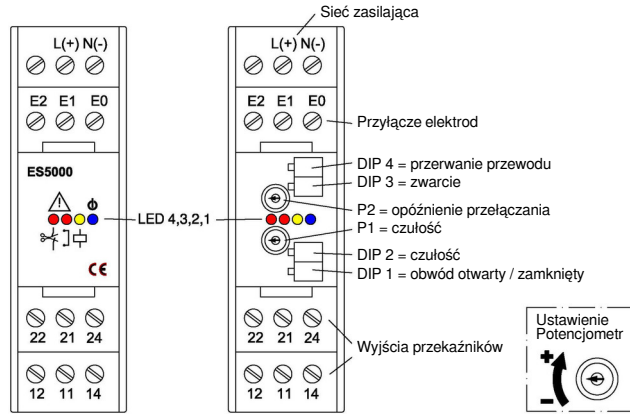 Sieć zasilająca
L(+) N(-)
L(+) N(-)
E2 E1 E0
E2 E1 E0
Przyłącze elektrod
ES5000
DIP 4 = przerwanie przewodu
DIP 3 = zwarcie
P2 = opóźnienie przełączania
LED 4,3,2,1
P1 = czułość
DIP 2 = czułość
DIP 1 = obwód otwarty / zamknięty
CE
22 21 24
22 21 24
Wyjścia przekaźników
12 11 14
12 11 14
Ustawienie
Potencjometr
+
-